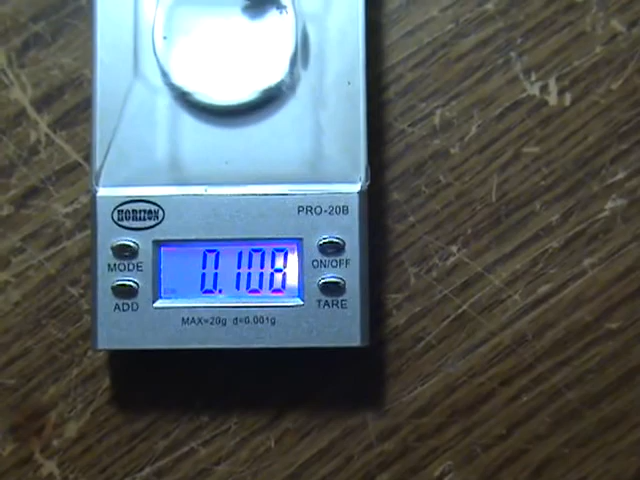 HORIZON
PRO-20B
MODE
0.108
ON/OFF
ADD
TARE
MAX=20g d=0.001g